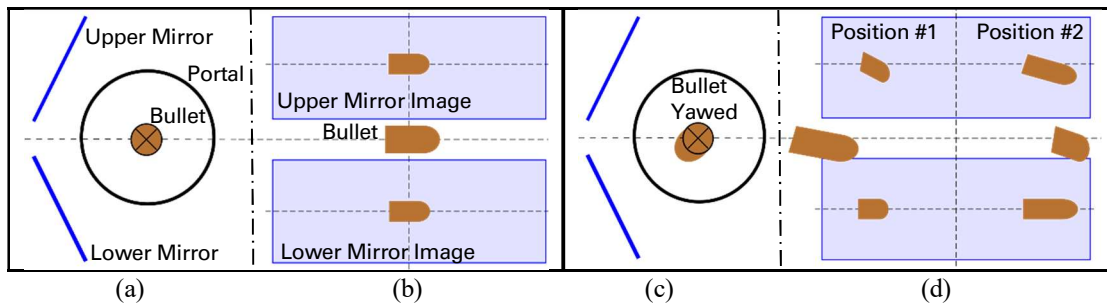 Upper Mirror
Portal
Bullet
Lower Mirror
Upper Mirror Image
Bullet
Lower Mirror Image
Bullet
Yawed
Position #1 Position #2
(a) (b) (c) (d)